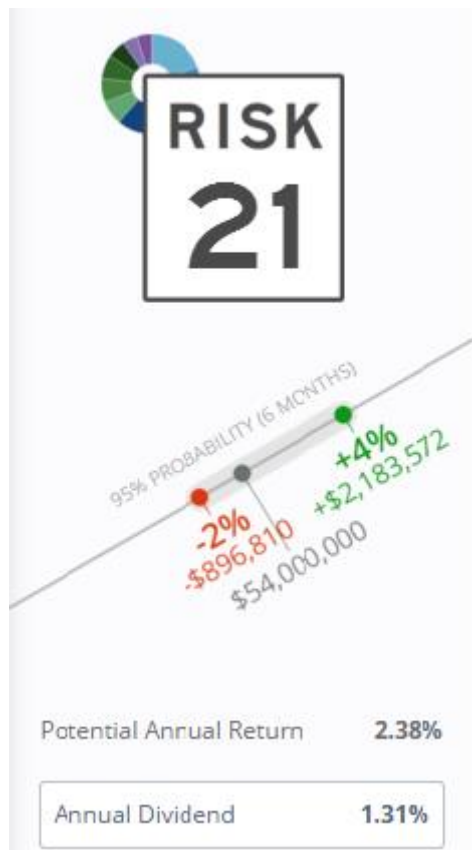 RISK
21
95% PROBABILITY (6 MONTHS)
+4%
+$2,183,572
-2%
-$896,810
$54,000,000
Potential Annual Return 2.38%
Annual Dividend 1.31%